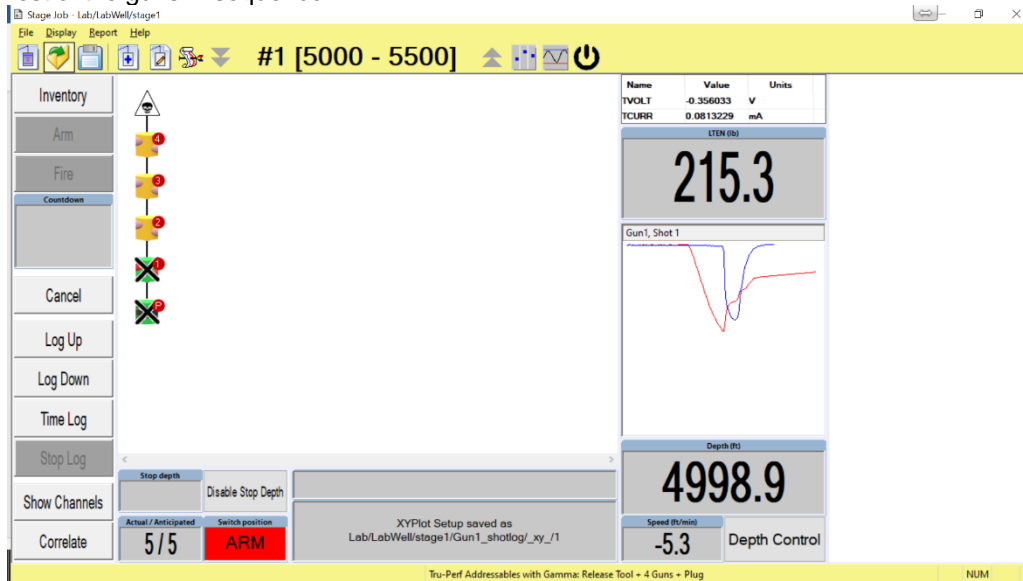 Stage Job - Lab/LabWell/stage1
File Display Report Help
#1 [5000 - 5500]
Inventory
Arm
Fire
Countdown
Cancel
Log Up
Log Down
Time Log
Stop Log
Show Channels
Correlate
4
3
2
1
P
Name Value Units
TVOLT -0.356033 V
TCURR 0.0813229 mA
LTEN (lb)
215.3
Gun1, Shot 1
Stop depth
Disable Stop Depth
Actual / Anticipated
5 / 5
Switch position
ARM
XYPlot Setup saved as
Lab/LabWell/stage1/Gun1_shotlog/_xy_/1
Depth (ft)
4998.9
Speed (ft/min)
-5.3
Depth Control
Tru-Perf Addressables with Gamma: Release Tool + 4 Guns + Plug
NUM